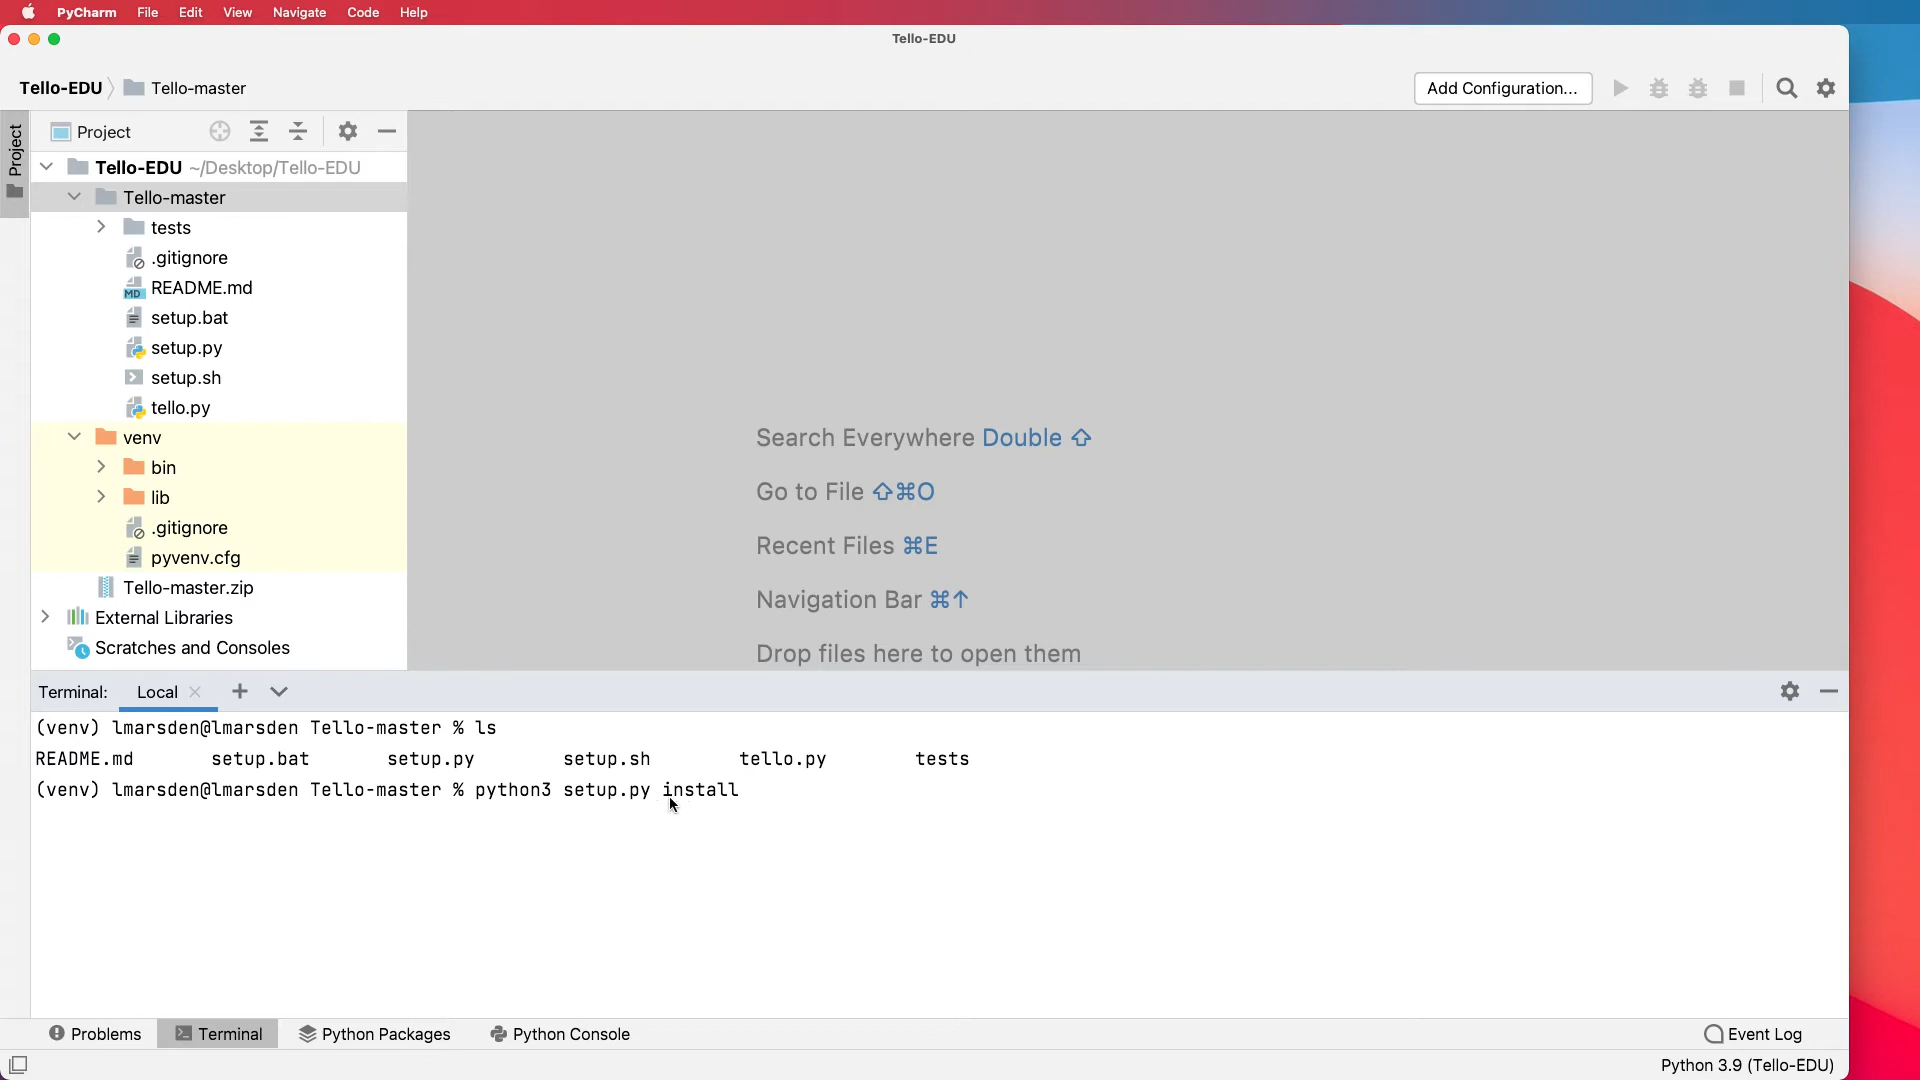 PyCharm File Edit View Navigate Code Help
Tello-EDU
Tello-EDU Tello-master Add Configuration...
Project
Project
Tello-EDU ~/Desktop/Tello-EDU
Tello-master
tests
.gitignore
MD README.md
setup.bat
setup.py
setup.sh
tello.py
venv
bin
lib
.gitignore
pyvenv.cfg
Tello-master.zip
External Libraries
Scratches and Consoles
Search Everywhere Double ⇧
Go to File ⇧⌘O
Recent Files ⌘E
Navigation Bar ⌘↑
Drop files here to open them
Terminal: Local
(venv) lmarsden@lmarsden Tello-master % ls
README.md setup.bat setup.py setup.sh tello.py tests
(venv) lmarsden@lmarsden Tello-master % python3 setup.py install
Problems Terminal Python Packages Python Console Event Log
Python 3.9 (Tello-EDU)